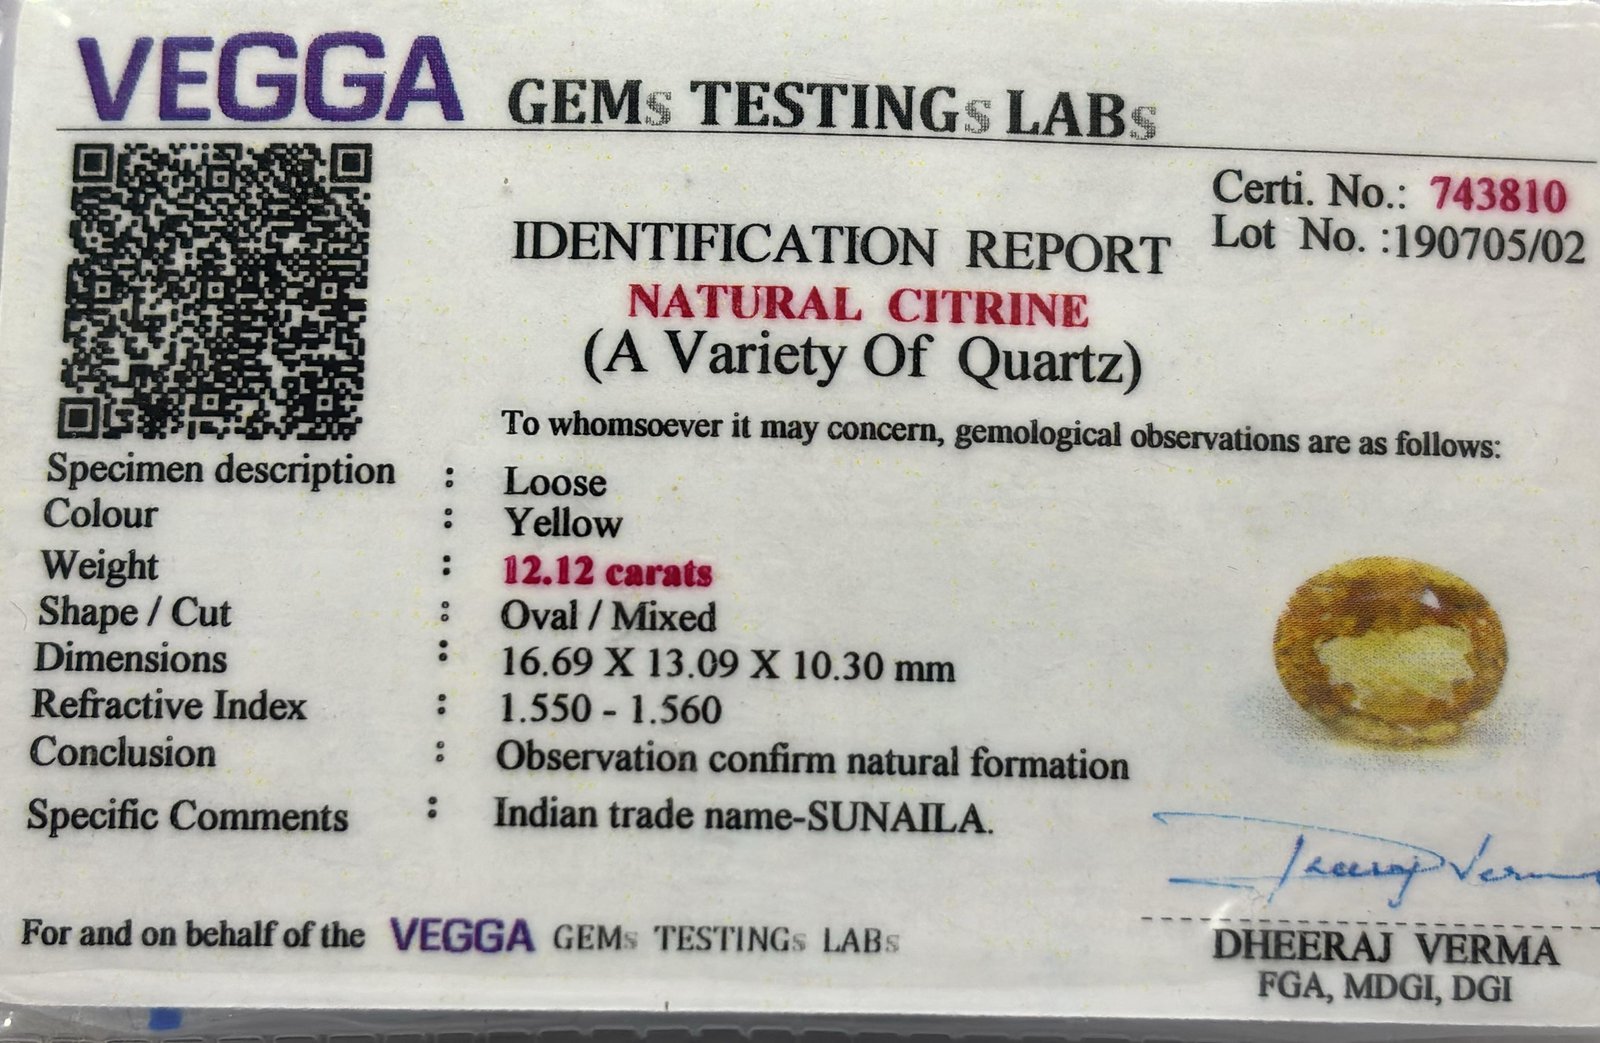 VEGGA GEMs TESTINGs LABs
Certi. No.: 743810
Lot No. :190705/02
IDENTIFICATION REPORT
NATURAL CITRINE
(A Variety Of Quartz)
To whomsoever it may concern, gemological observations are as follows:
Specimen description : Loose
Colour : Yellow
Weight : 12.12 carats
Shape / Cut : Oval / Mixed
Dimensions : 16.69 X 13.09 X 10.30 mm
Refractive Index : 1.550 - 1.560
Conclusion : Observation confirm natural formation
Specific Comments : Indian trade name-SUNAILA.
Dheeraj Verma
For and on behalf of the VEGGA GEMs TESTINGs LABs
DHEERAJ VERMA
FGA, MDGI, DGI